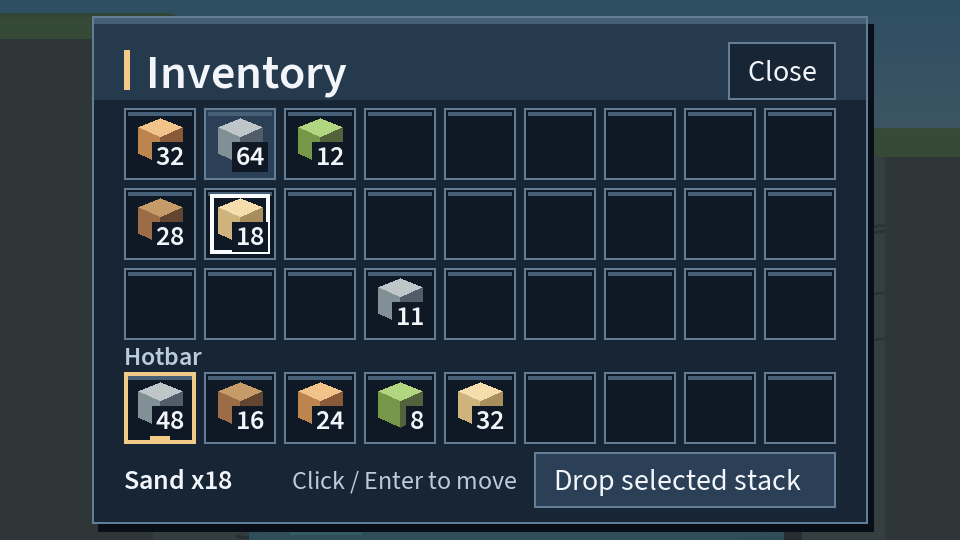 Inventory
Close
32 64 12
28 18
11
Hotbar
48 16 24 8 32
Sand x18
Click / Enter to move
Drop selected stack